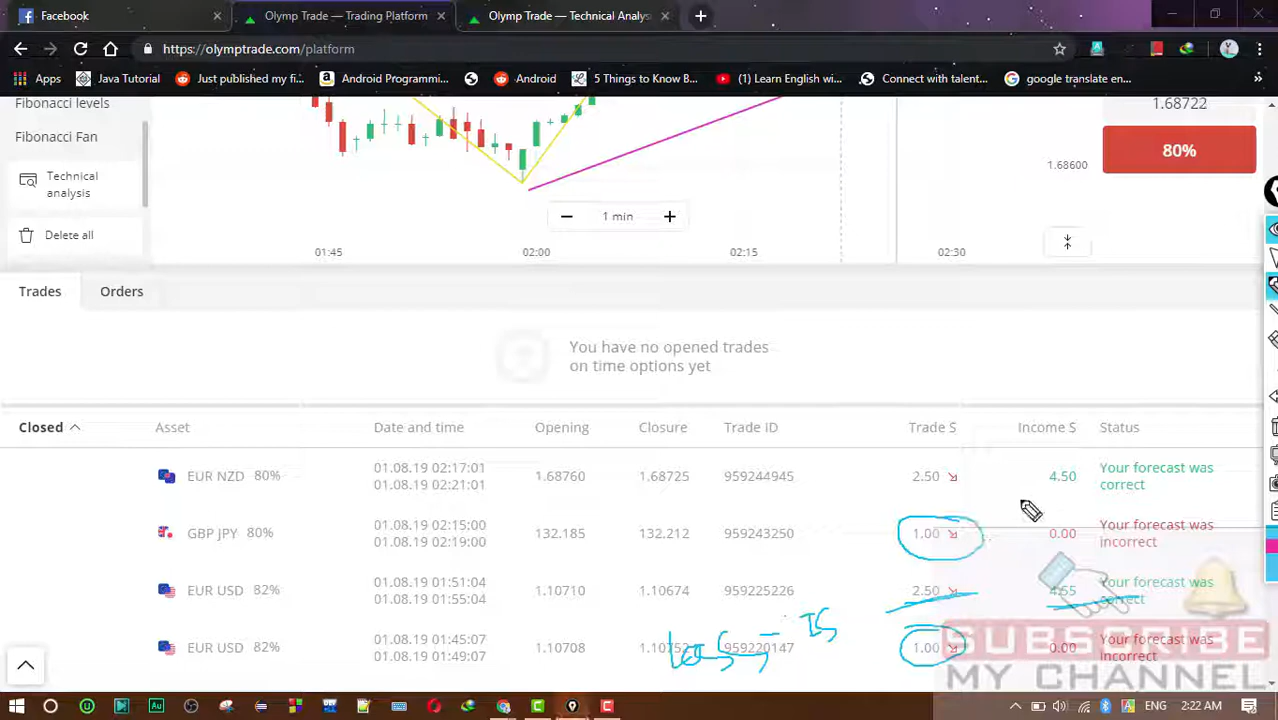 Facebook
Olymp Trade — Trading Platform
Olymp Trade — Technical Analys
https://olymptrade.com/platform
Apps
Java Tutorial
Just published my fi...
Android Programmi...
Android
5 Things to Know B...
(1) Learn English wi...
Connect with talent...
google translate en...
Fibonacci levels
Fibonacci Fan
Technical analysis
Delete all
1.68722
80%
1.68600
1 min
01:45 02:00 02:15 02:30
Trades Orders
You have no opened trades
on time options yet
Closed Asset Date and time Opening Closure Trade ID Trade $ Income $ Status
EUR NZD 80% 01.08.19 02:17:01 01.08.19 02:21:01 1.68760 1.68725 959244945 2.50 4.50 Your forecast was correct
GBP JPY 80% 01.08.19 02:15:00 01.08.19 02:19:00 132.185 132.212 959243250 1.00 0.00 Your forecast was incorrect
EUR USD 82% 01.08.19 01:51:04 01.08.19 01:55:04 1.10710 1.10674 959225226 2.50 4.55 Your forecast was correct
EUR USD 82% 01.08.19 01:45:07 01.08.19 01:49:07 1.10708 1.10752 959220147 1.00 0.00 Your forecast was incorrect
SUBSCRIBE
MY CHANNEL
ENG 2:22 AM